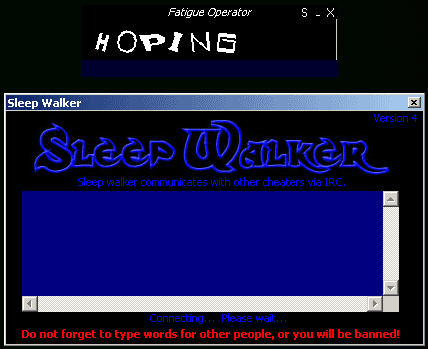 Fatigue Operator
S - X
HOPING
Sleep Walker
Version 4
Sleep Walker
Sleep walker communicates with other cheaters via IRC.
Connecting... Please wait...
Do not forget to type words for other people, or you will be banned!